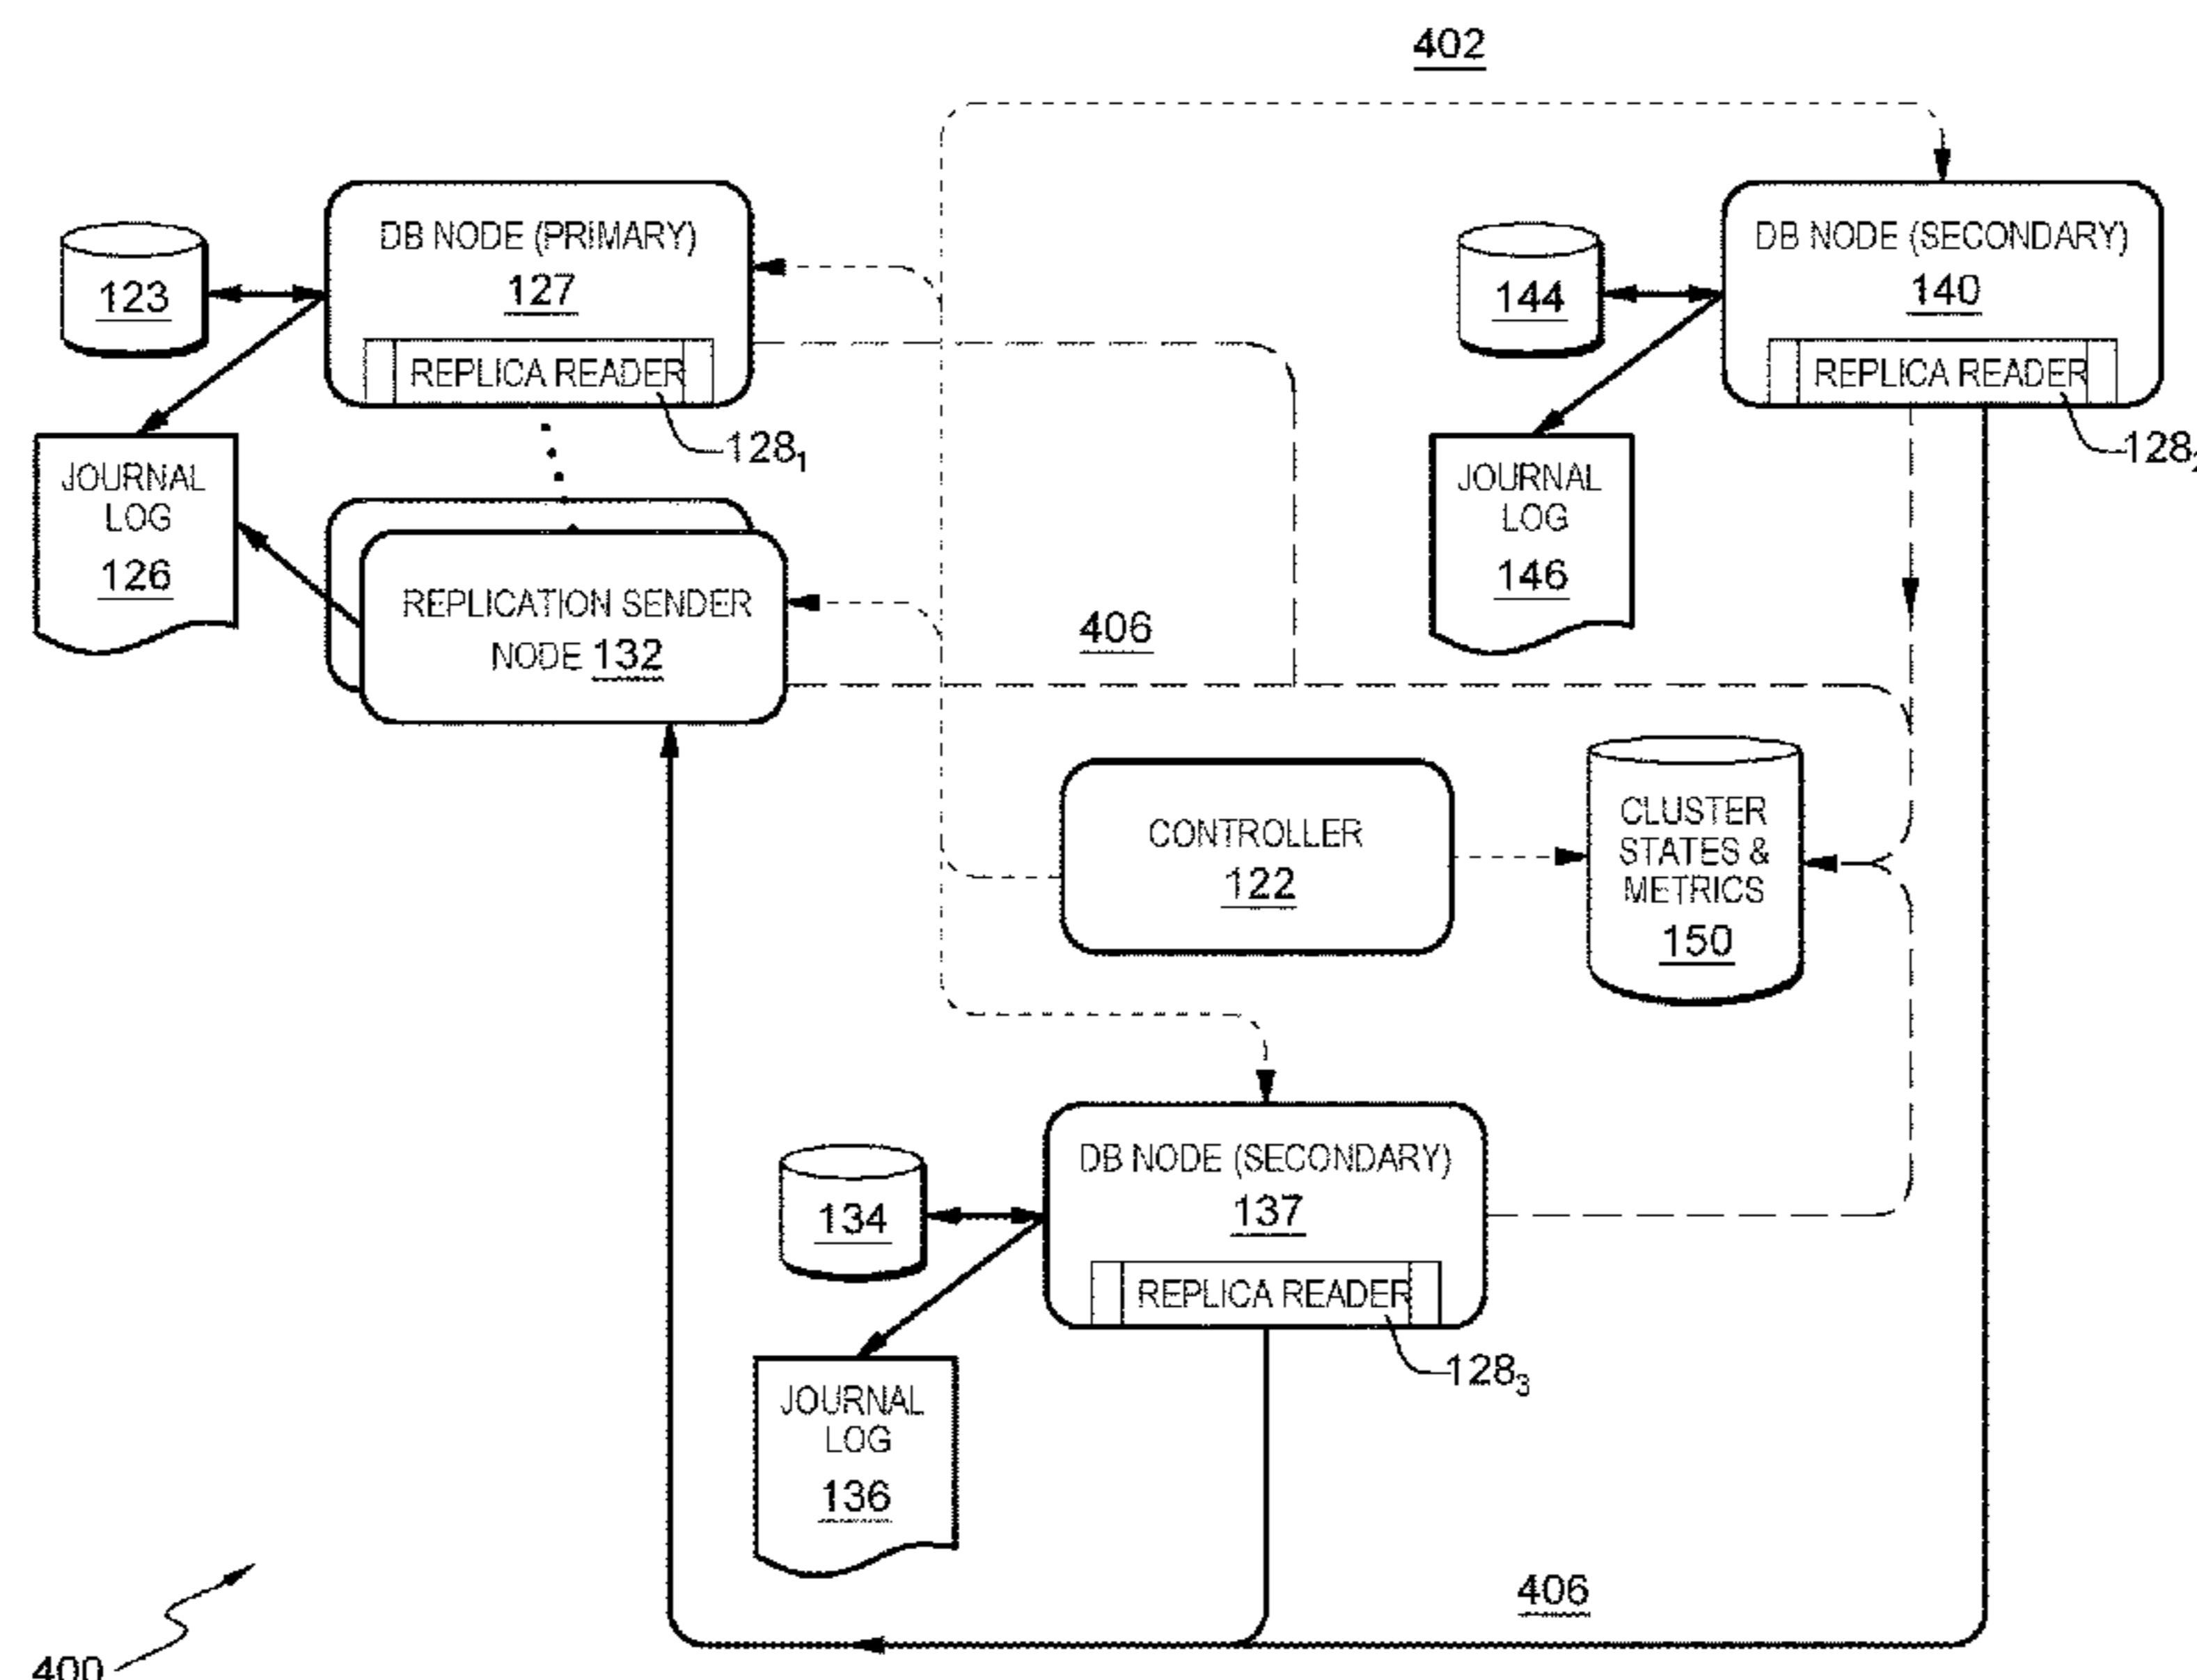 402
DB NODE (PRIMARY)
127
REPLICA READER
128₁
123
JOURNAL
LOG
126
REPLICATION SENDER
NODE 132
406
DB NODE (SECONDARY)
140
REPLICA READER
128₂
144
JOURNAL
LOG
146
CONTROLLER
122
CLUSTER
STATES &
METRICS
150
DB NODE (SECONDARY)
137
REPLICA READER
128₃
134
JOURNAL
LOG
136
406
400